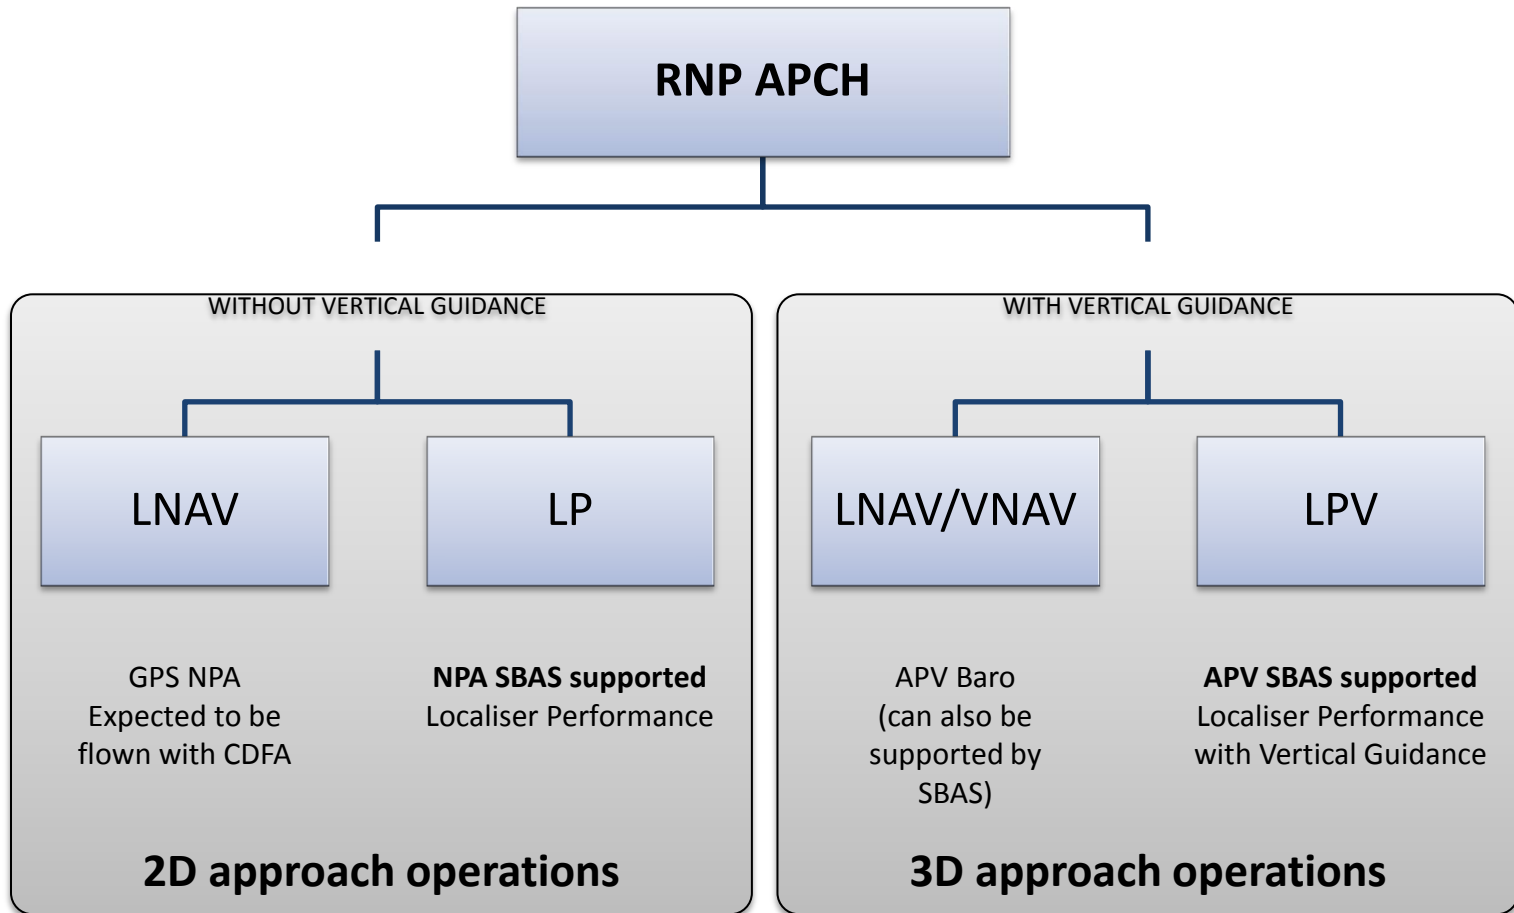 RNP APCH
WITHOUT VERTICAL GUIDANCE
LNAV
LP
GPS NPA
Expected to be
flown with CDFA
NPA SBAS supported
Localiser Performance
2D approach operations
WITH VERTICAL GUIDANCE
LNAV/VNAV
LPV
APV Baro
(can also be
supported by
SBAS)
APV SBAS supported
Localiser Performance
with Vertical Guidance
3D approach operations